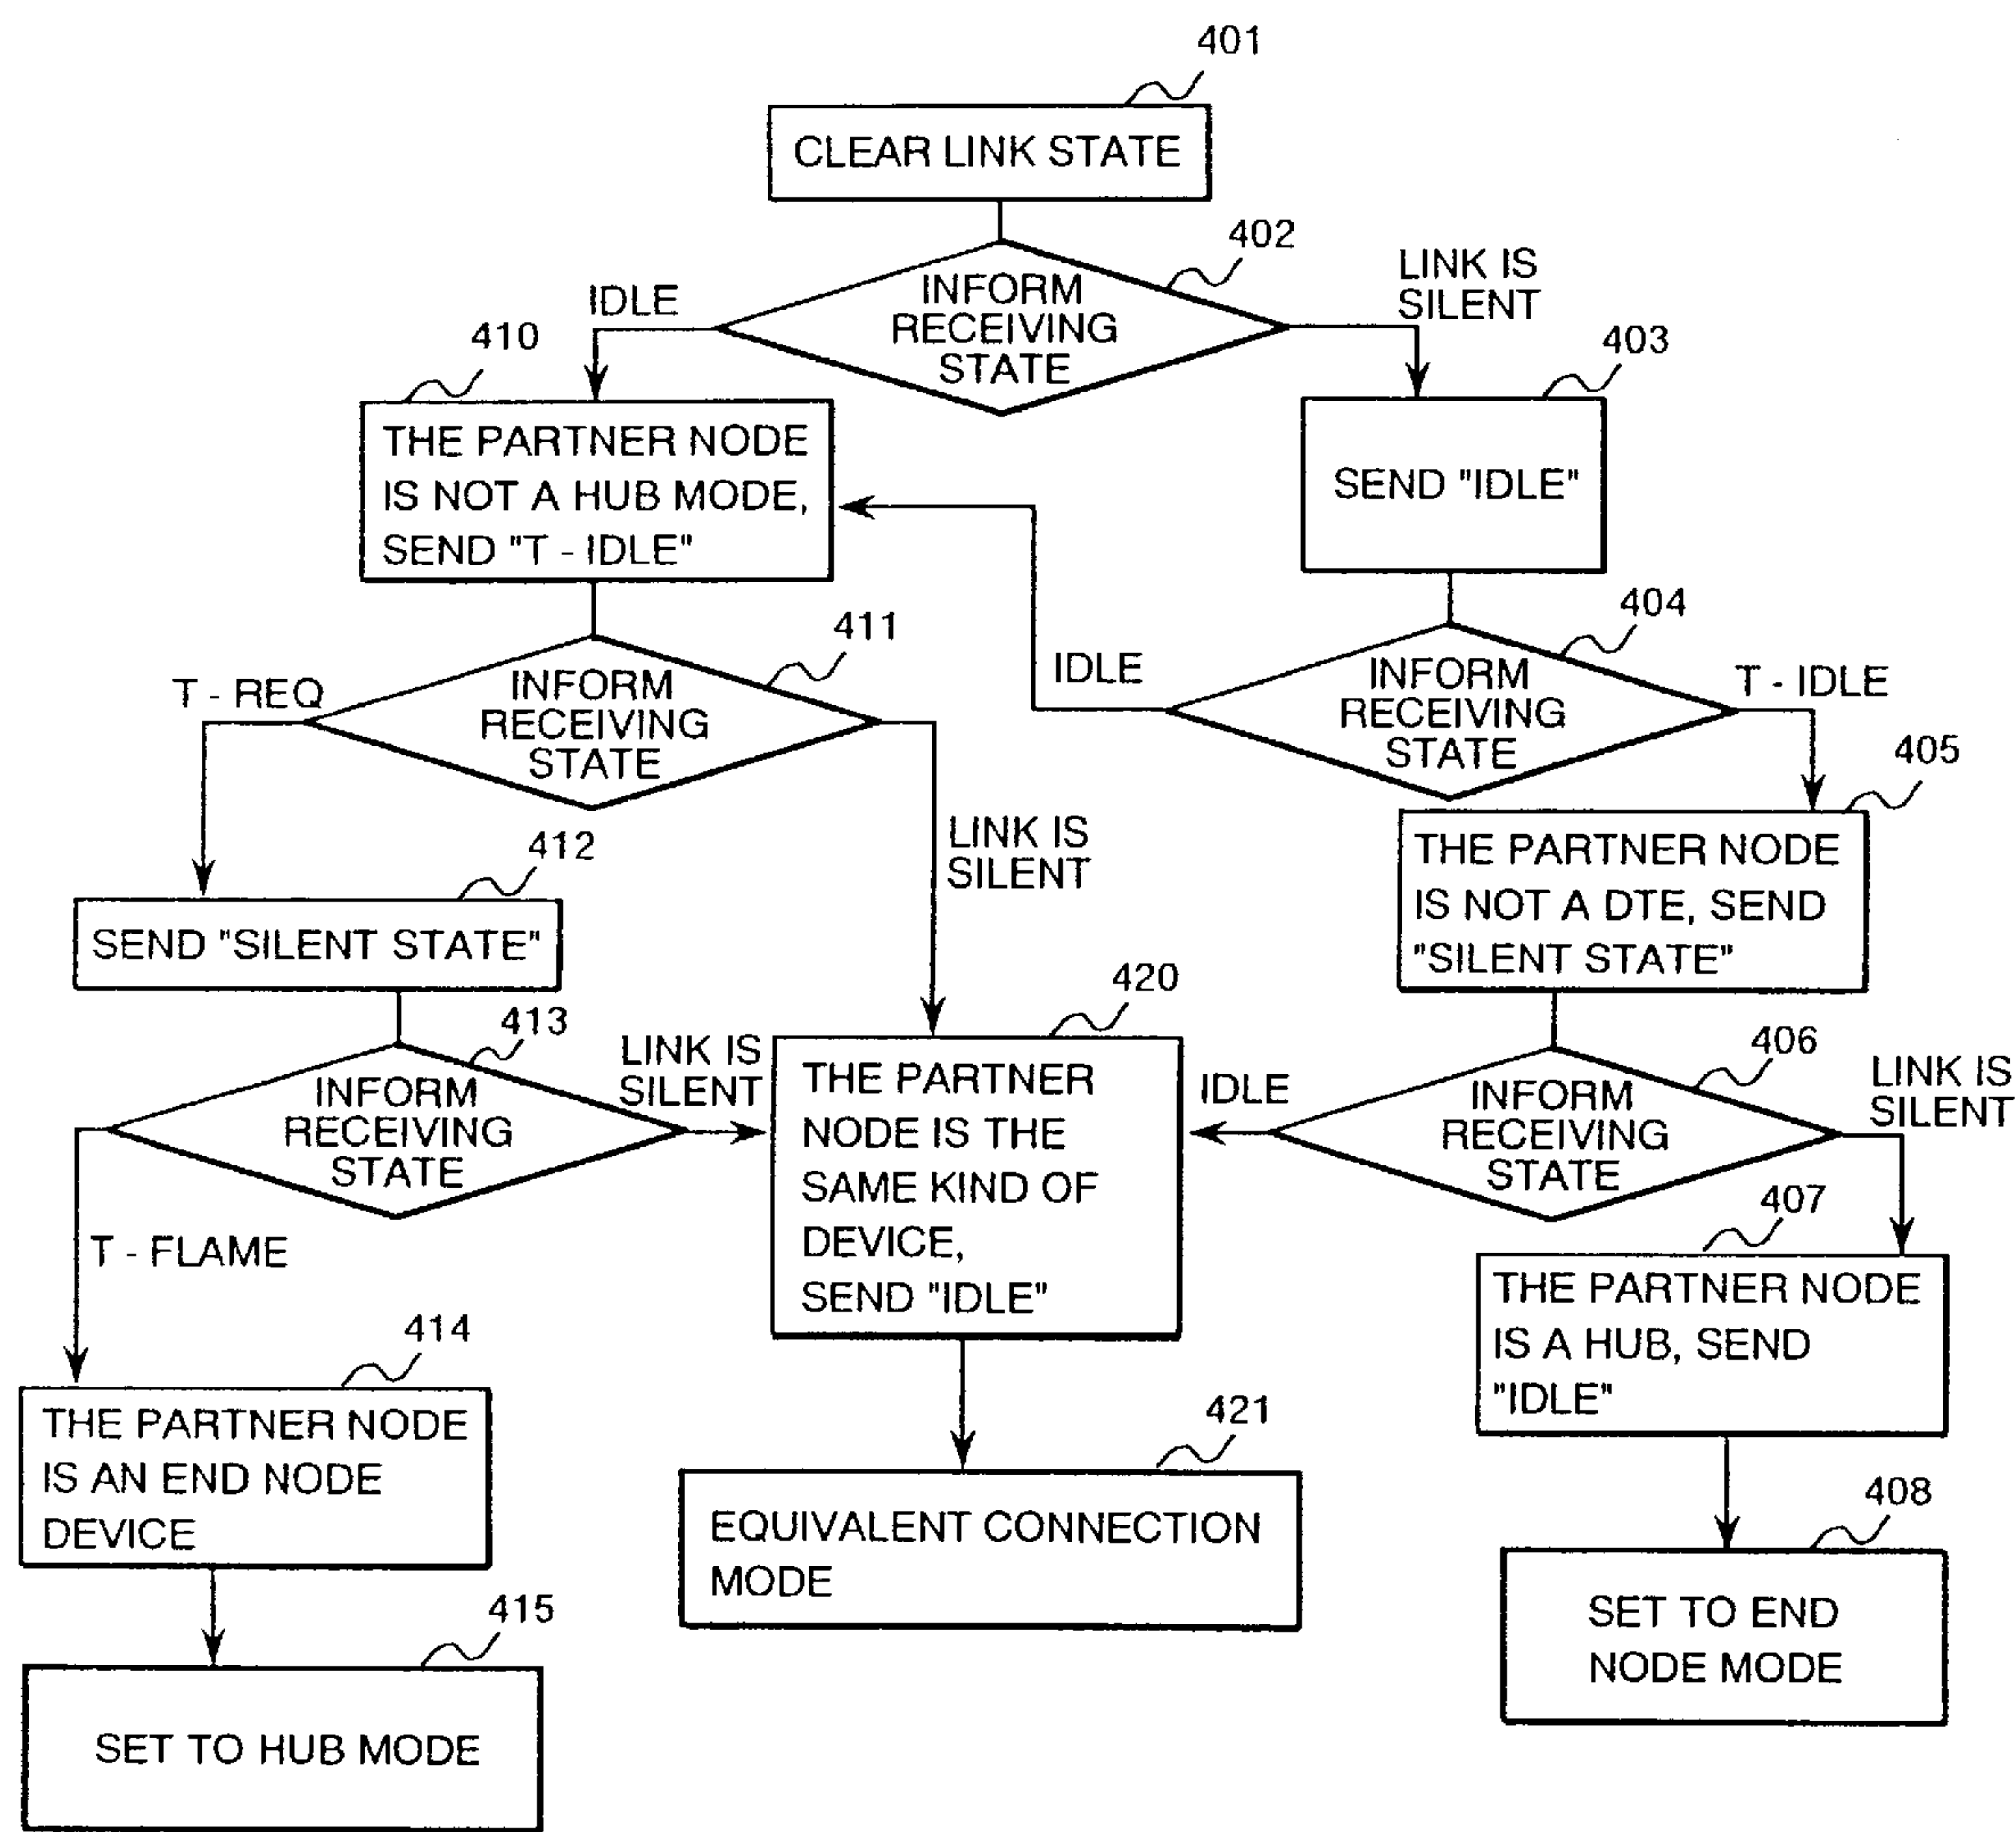 401
CLEAR LINK STATE
402
INFORM
RECEIVING
STATE
IDLE
LINK IS
SILENT
410
THE PARTNER NODE
IS NOT A HUB MODE,
SEND "T - IDLE"
403
SEND "IDLE"
411
INFORM
RECEIVING
STATE
T - REQ
LINK IS
SILENT
404
INFORM
RECEIVING
STATE
IDLE
T - IDLE
405
THE PARTNER NODE
IS NOT A DTE, SEND
"SILENT STATE"
412
SEND "SILENT STATE"
413
INFORM
RECEIVING
STATE
LINK IS
SILENT
T - FLAME
420
THE PARTNER
NODE IS THE
SAME KIND OF
DEVICE,
SEND "IDLE"
406
INFORM
RECEIVING
STATE
IDLE
LINK IS
SILENT
407
THE PARTNER NODE
IS A HUB, SEND
"IDLE"
414
THE PARTNER NODE
IS AN END NODE
DEVICE
421
EQUIVALENT CONNECTION
MODE
408
SET TO END
NODE MODE
415
SET TO HUB MODE